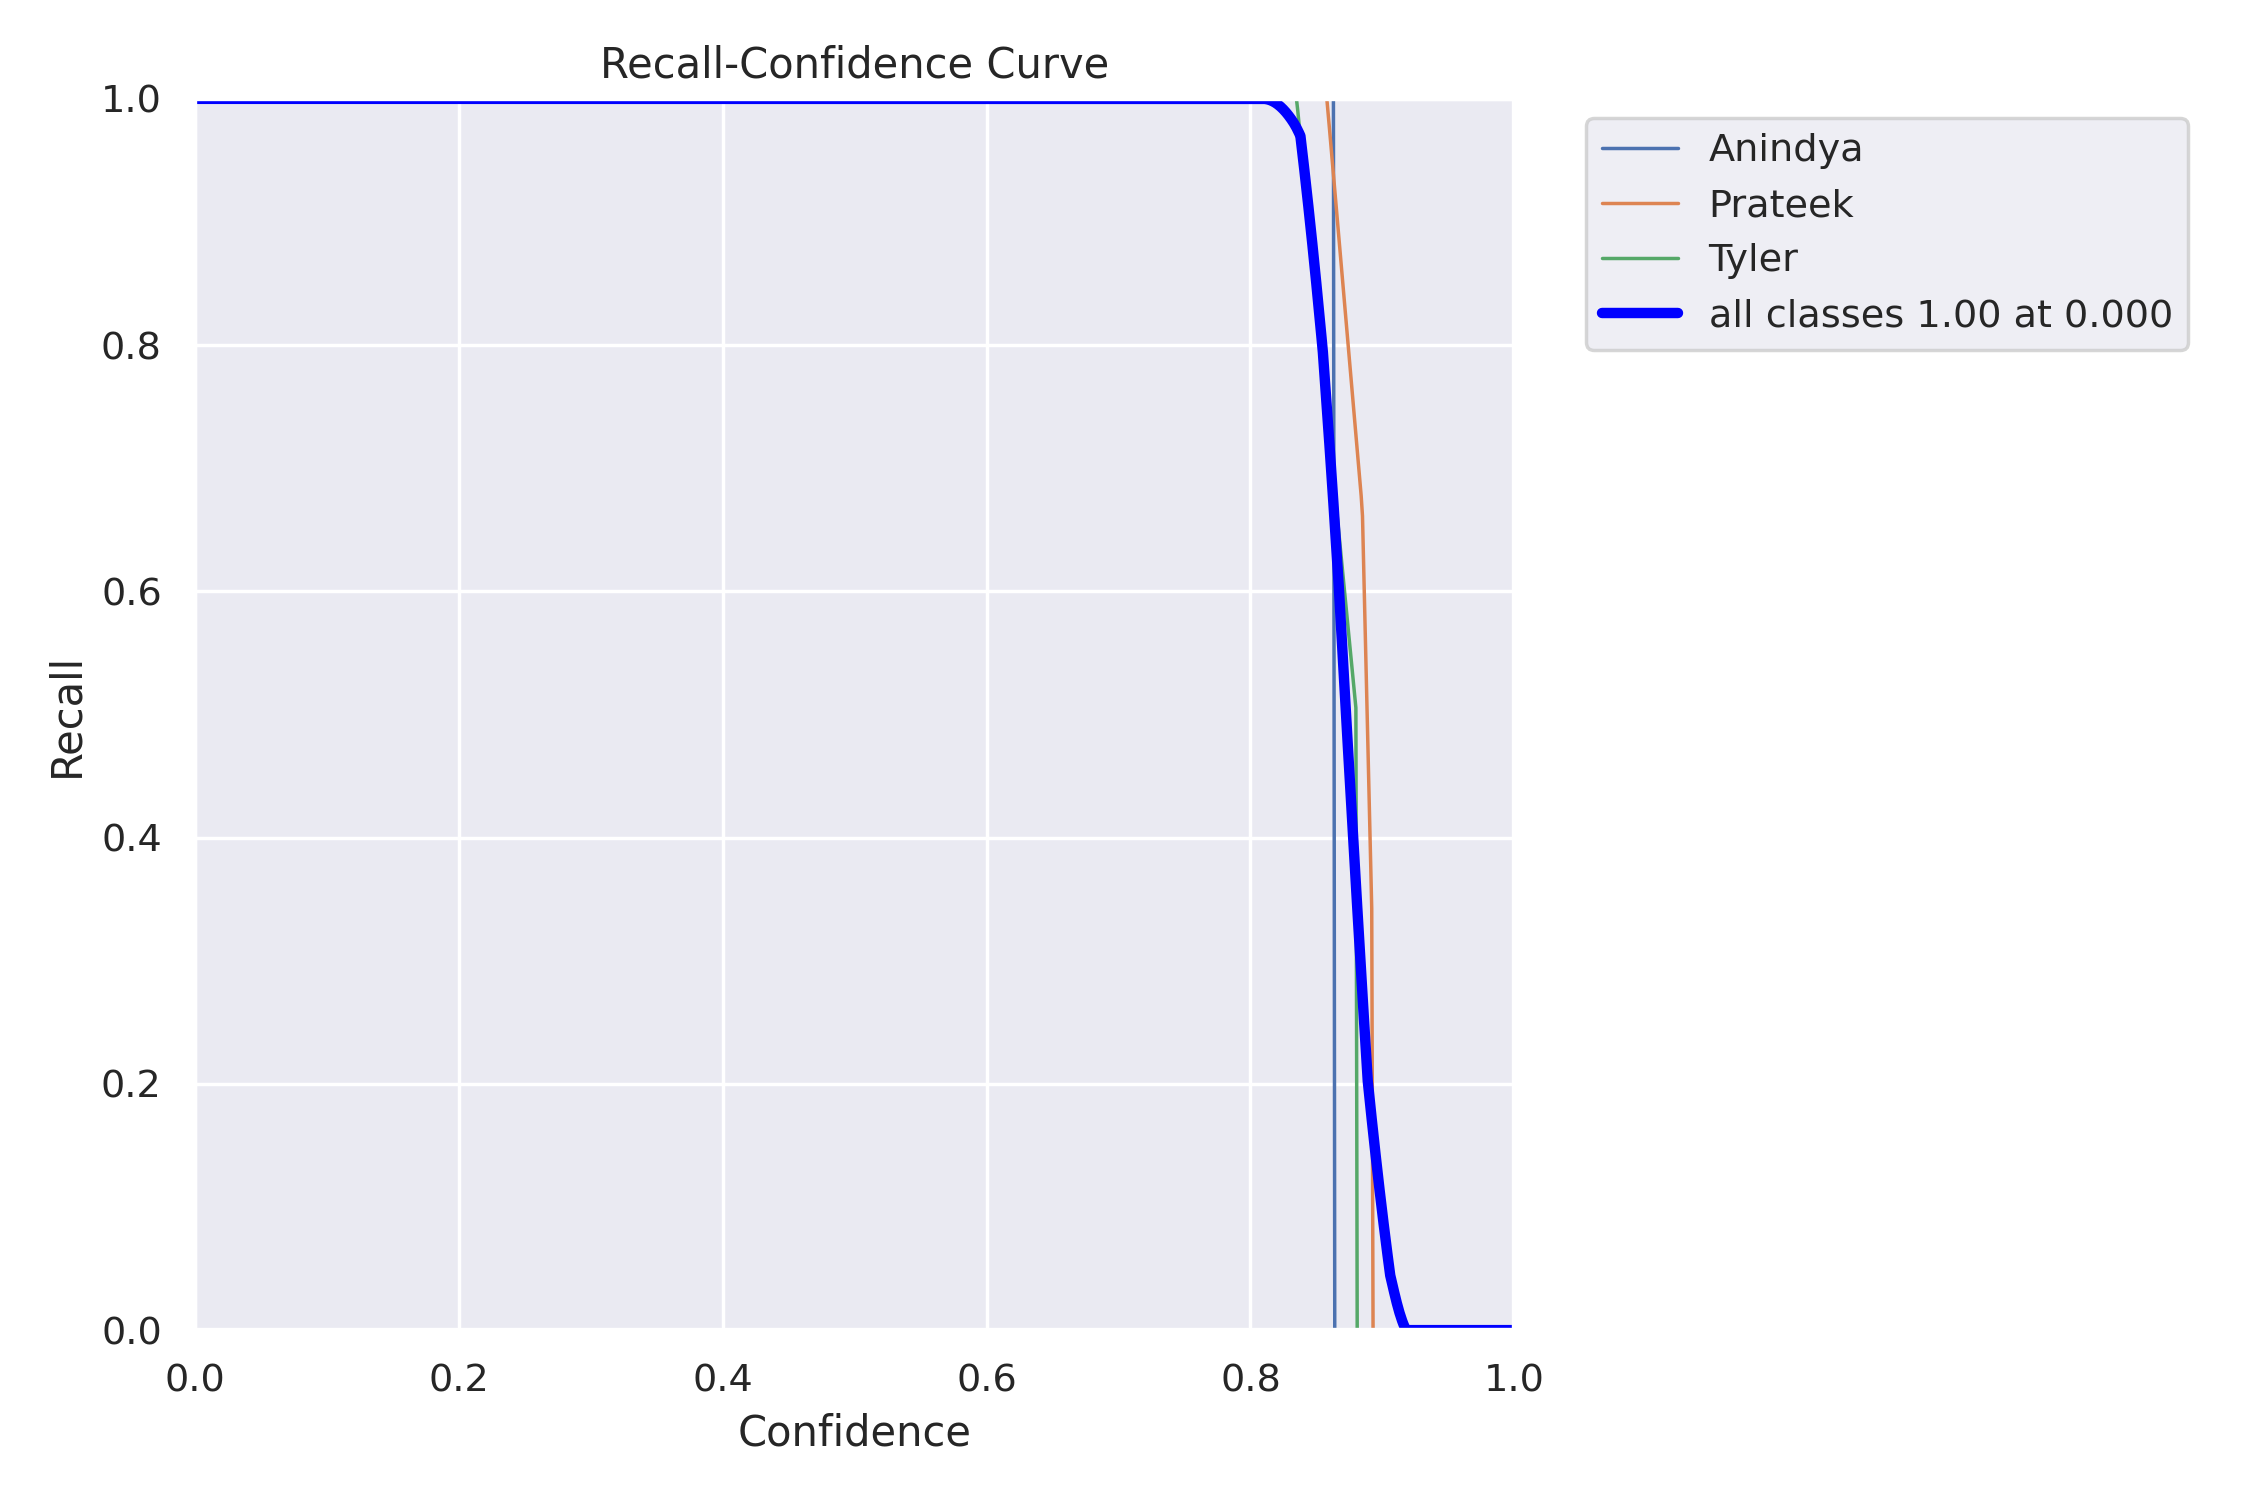 Recall-Confidence Curve
1.0
0.8
0.6
0.4
0.2
0.0
Recall
0.0 0.2 0.4 0.6 0.8 1.0
Confidence
Anindya
Prateek
Tyler
all classes 1.00 at 0.000